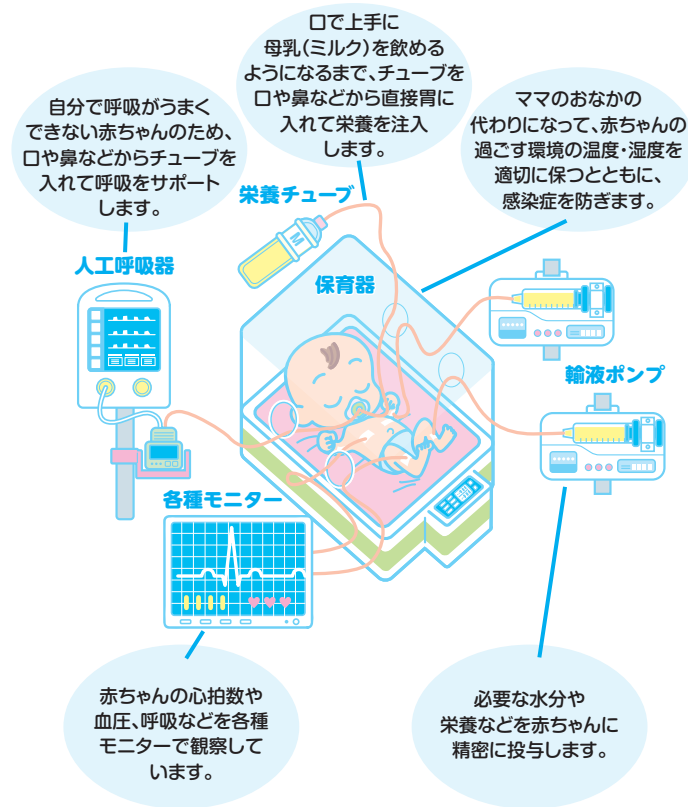 口で上手に
母乳(ミルク)を飲める
ようになるまで、チューブを
口や鼻などから直接胃に
入れて栄養を注入
します。
自分で呼吸がうまく
できない赤ちゃんのため、
口や鼻などからチューブを
入れて呼吸をサポート
します。
ママのおなかの
代わりになって、赤ちゃんの
過ごす環境の温度・湿度を
適切に保つとともに、
感染症を防ぎます。
栄養チューブ
M
人工呼吸器
保育器
輸液ポンプ
各種モニター
赤ちゃんの心拍数や
血圧、呼吸などを各種
モニターで観察して
います。
必要な水分や
栄養などを赤ちゃんに
精密に投与します。